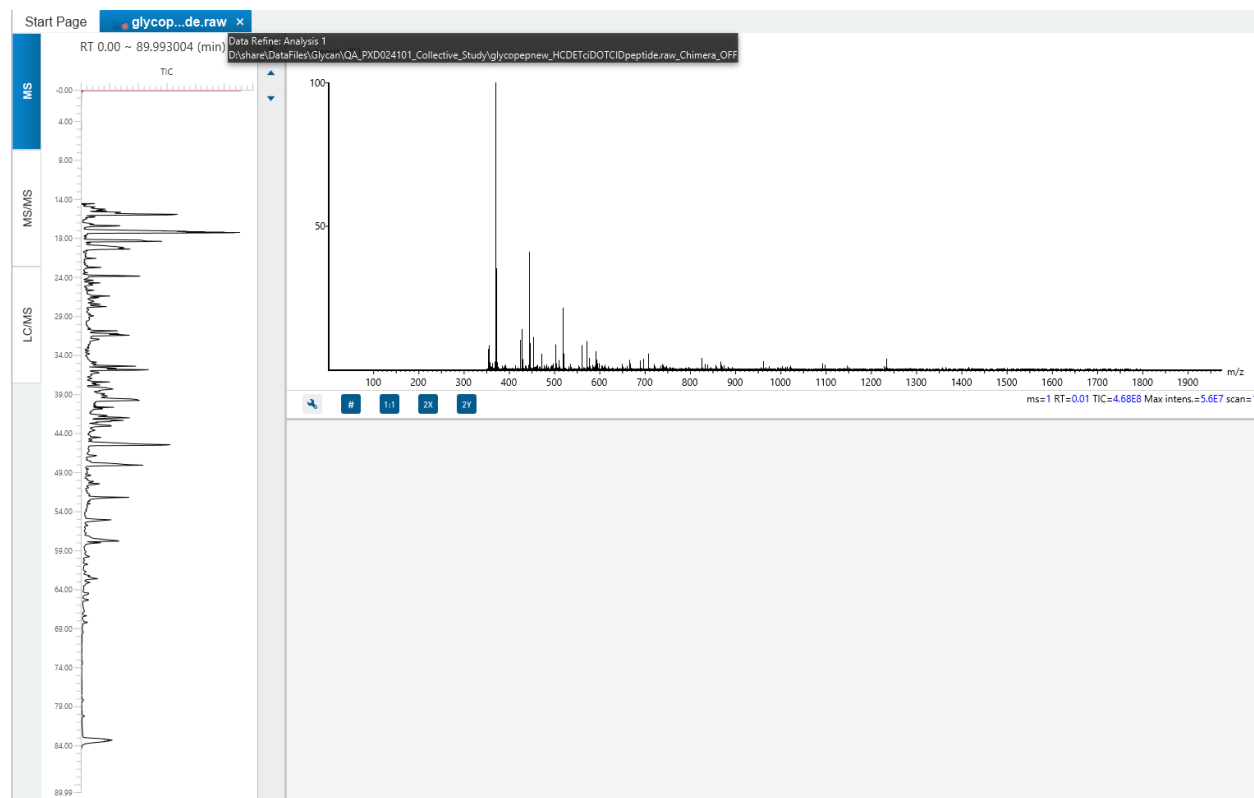 Start Page
glycop...de.raw ×
RT 0.00 ~ 89.993004 (min)
Data Refine: Analysis 1
D:\share\DataFiles\Glycan\QA_PXD024101_Collective_Study\glycopepnew_HCDETciDOTCIDpeptide.raw_Chimera_OFF
MS
MS/MS
LC/MS
TIC
-0.00
4.00
9.00
14.00
19.00
24.00
29.00
34.00
39.00
44.00
49.00
54.00
59.00
64.00
69.00
74.00
79.00
84.00
89.99
100
50
100 200 300 400 500 600 700 800 900 1000 1100 1200 1300 1400 1500 1600 1700 1800 1900 m/z
# 1:1 2X 2Y
ms=1 RT=0.01 TIC=4.68E8 Max intens.=5.6E7 scan=